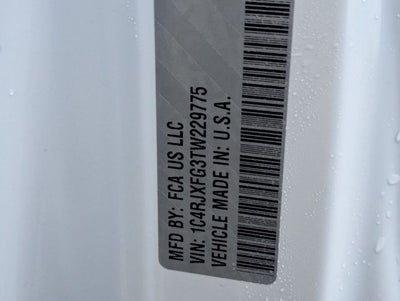 MFD BY: FCA US LLC
VIN: 1C4RJXFG3TW229775
VEHICLE MADE IN: U.S.A.